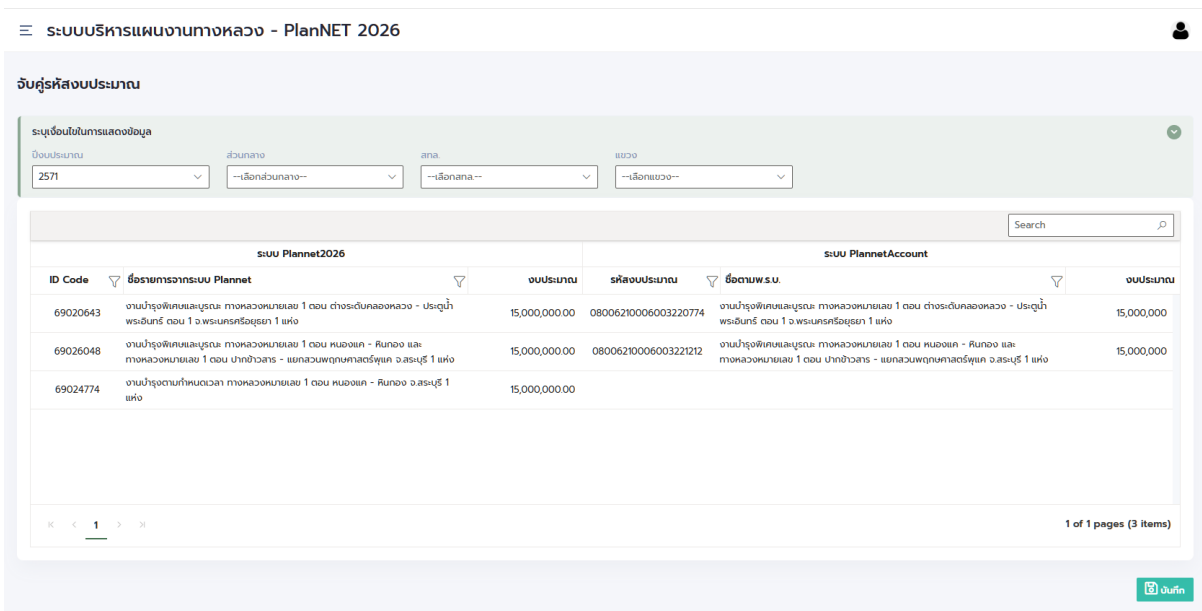 ระบบบริหารแผนงานทางหลวง - PlanNET 2026
จับคู่รหัสงบประมาณ
ระบุเงื่อนไขในการแสดงข้อมูล
ปีงบประมาณ ส่วนกลาง สทล. แขวง
2571 --เลือกส่วนกลาง-- --เลือกสทล.-- --เลือกแขวง--
Search
ระบบ Plannet2026 ระบบ PlannetAccount
ID Code ชื่อรายการจากระบบ Plannet งบประมาณ รหัสงบประมาณ ชื่อตามพ.ร.บ. งบประมาณ
69020643 งานบำรุงพิเศษและบูรณะ ทางหลวงหมายเลข 1 ตอน ต่างระดับคลองหลวง - ประตูน้ำ 15,000,000.00 08006210006003220774 งานบำรุงพิเศษและบูรณะ ทางหลวงหมายเลข 1 ตอน ต่างระดับคลองหลวง - ประตูน้ำ 15,000,000
พระอินทร์ ตอน 1 จ.พระนครศรีอยุธยา 1 แห่ง พระอินทร์ ตอน 1 จ.พระนครศรีอยุธยา 1 แห่ง
69026048 งานบำรุงพิเศษและบูรณะ ทางหลวงหมายเลข 1 ตอน หนองแค - หินกอง และ 15,000,000.00 08006210006003221212 งานบำรุงพิเศษและบูรณะ ทางหลวงหมายเลข 1 ตอน หนองแค - หินกอง และ 15,000,000
ทางหลวงหมายเลข 1 ตอน ปากข้าวสาร - แยกสวนพฤกษศาสตร์พุแค จ.สระบุรี 1 แห่ง ทางหลวงหมายเลข 1 ตอน ปากข้าวสาร - แยกสวนพฤกษศาสตร์พุแค จ.สระบุรี 1 แห่ง
69024774 งานบำรุงตามกำหนดเวลา ทางหลวงหมายเลข 1 ตอน หนองแค - หินกอง จ.สระบุรี 1 15,000,000.00
แห่ง
1 1 of 1 pages (3 items)
บันทึก